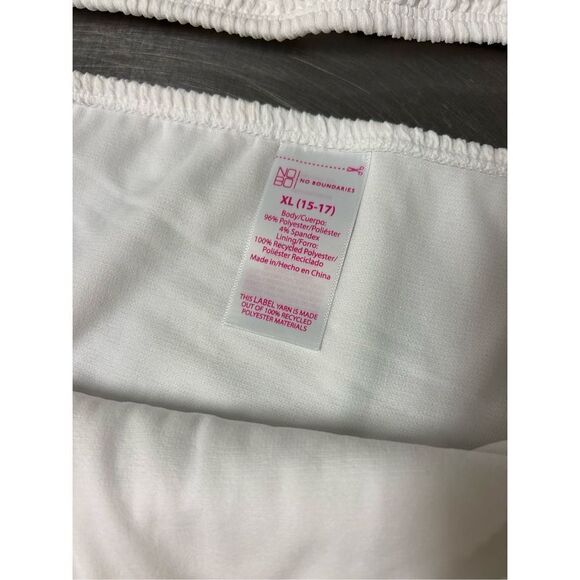 NO
BO
NO BOUNDARIES
XL (15-17)
Body/Cuerpo:
96% Polyester/Poliéster
4% Spandex
Lining/Forro:
100% Recycled Polyester/
Poliéster Reciclado
Made in/Hecho en China
THIS LABEL YARN IS MADE
OUT OF 100% RECYCLED
POLYESTER MATERIALS